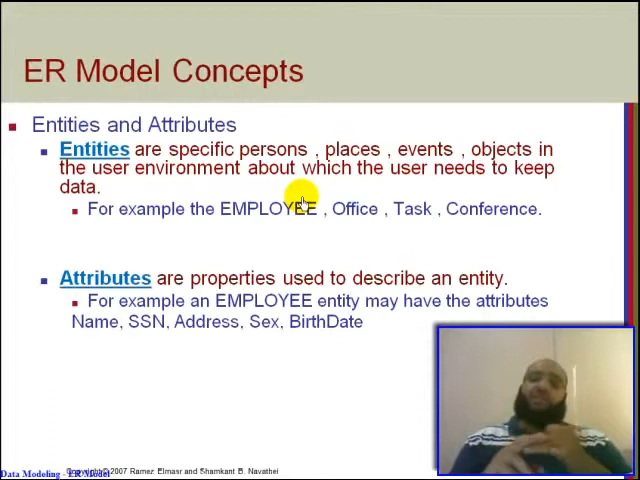 ER Model Concepts
Entities and Attributes
Entities are specific persons , places , events , objects in
the user environment about which the user needs to keep
data.
For example the EMPLOYEE , Office , Task , Conference.
Attributes are properties used to describe an entity.
For example an EMPLOYEE entity may have the attributes
Name, SSN, Address, Sex, BirthDate
Data Modeling - ER Model
Copyright © 2007 Ramez Elmasr and Shamkant B. Navathei